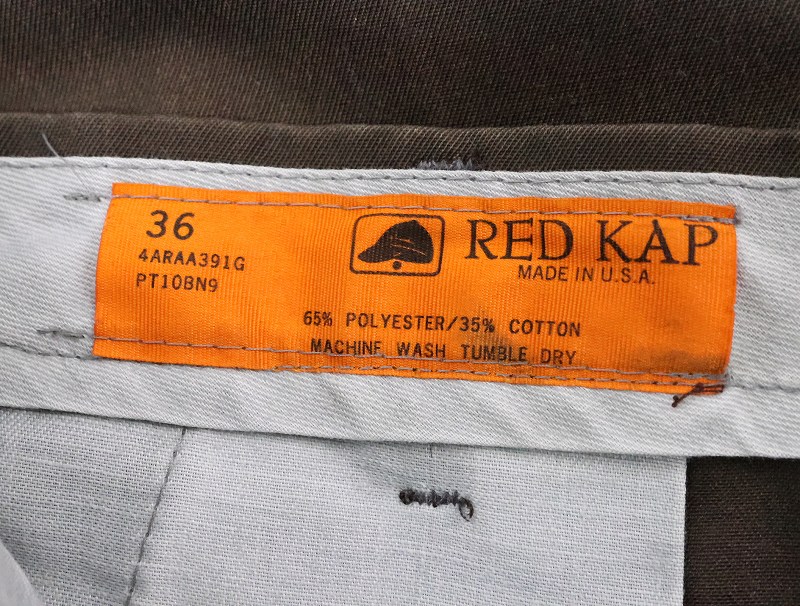 36
4ARAA391G
PT10BN9
RED KAP
MADE IN U.S.A.
65% POLYESTER/35% COTTON
MACHINE WASH TUMBLE DRY